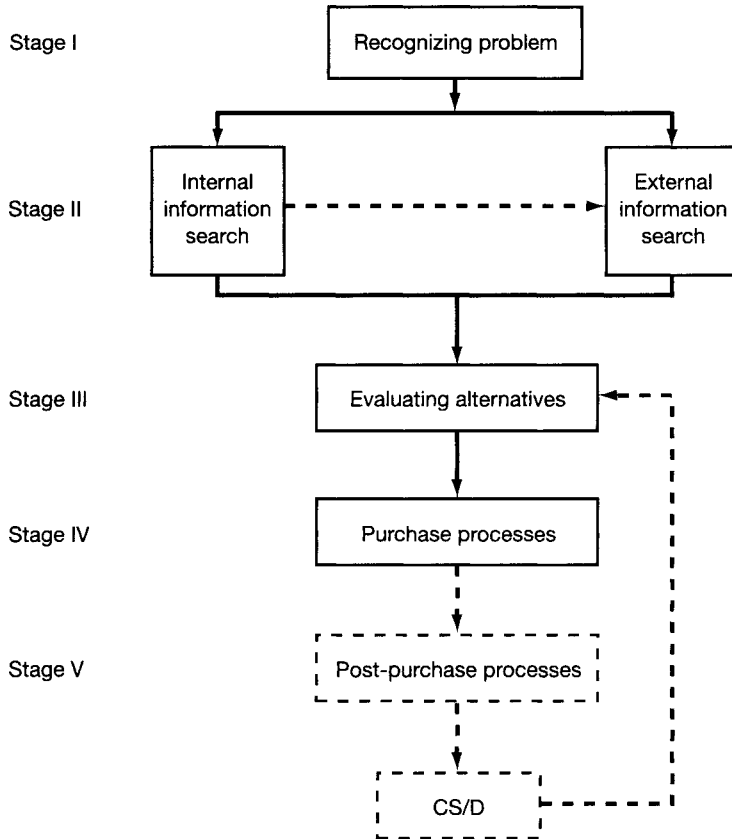 Stage I
Recognizing problem
Stage II
Internal
information
search
External
information
search
Stage III
Evaluating alternatives
Stage IV
Purchase processes
Stage V
Post-purchase processes
CS/D